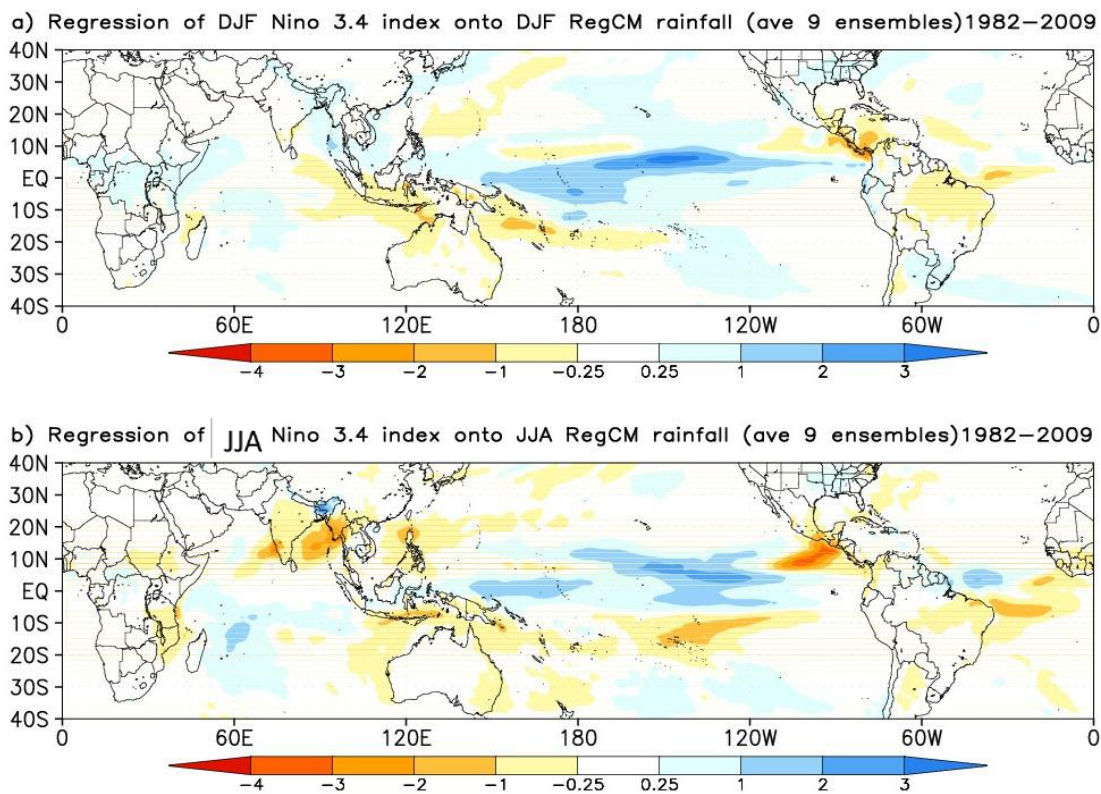 a) Regression of DJF Nino 3.4 index onto DJF RegCM rainfall (ave 9 ensembles)1982−2009
40N
30N
20N
10N
EQ
10S
20S
30S
40S
0 60E 120E 180 120W 60W 0
−4 −3 −2 −1 −0.25 0.25 1 2 3
b) Regression of JJA Nino 3.4 index onto JJA RegCM rainfall (ave 9 ensembles)1982−2009
40N
30N
20N
10N
EQ
10S
20S
30S
40S
0 60E 120E 180 120W 60W 0
−4 −3 −2 −1 −0.25 0.25 1 2 3